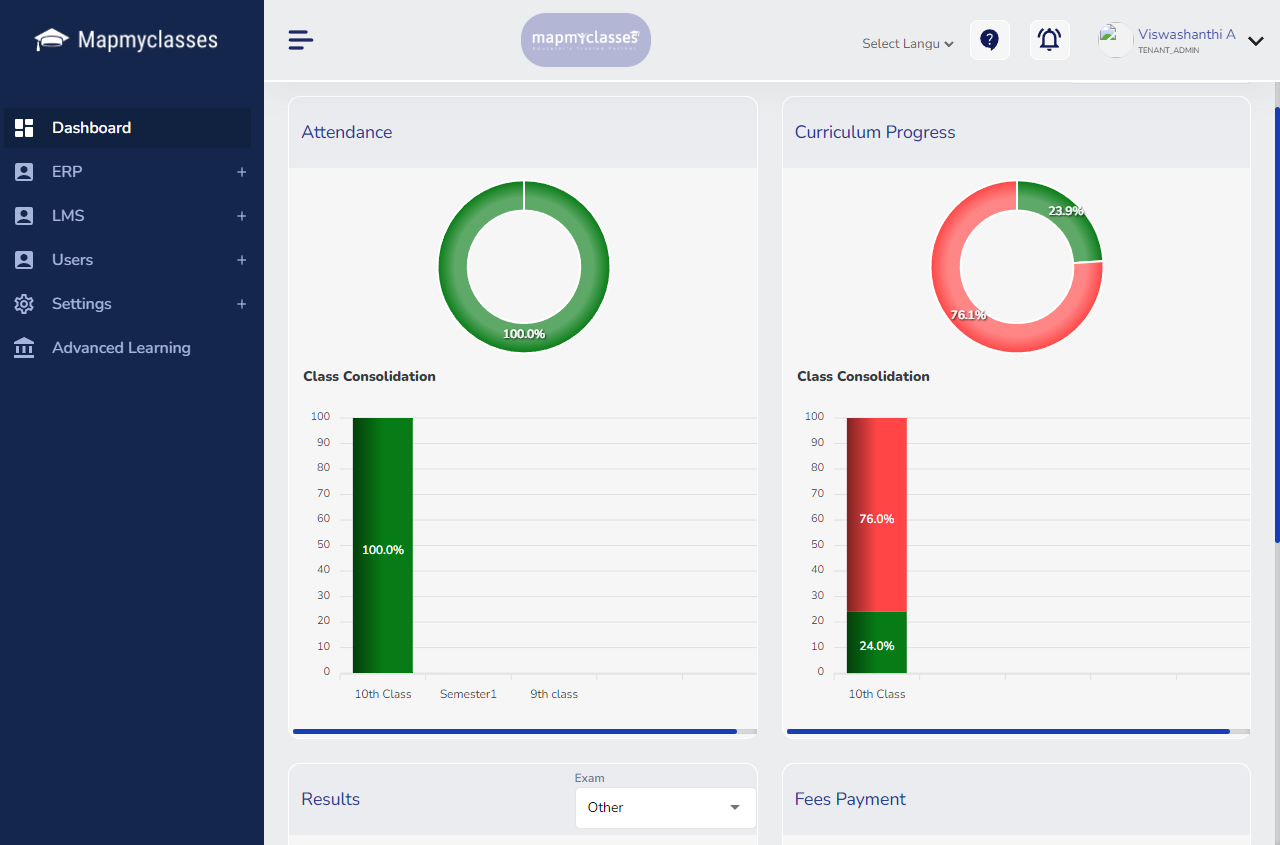 Mapmyclasses
mapmyclasses
Educator's Trusted Partner
Select Langu
Viswashanthi A
TENANT_ADMIN
Dashboard
ERP +
LMS +
Users +
Settings +
Advanced Learning
Attendance
100.0%
Class Consolidation
100
90
80
70
60
50
40
30
20
10
0
100.0%
10th Class Semester1 9th class
Curriculum Progress
23.9%
76.1%
Class Consolidation
100
90
80
70
60
50
40
30
20
10
0
76.0%
24.0%
10th Class
Results
Exam
Other
Fees Payment